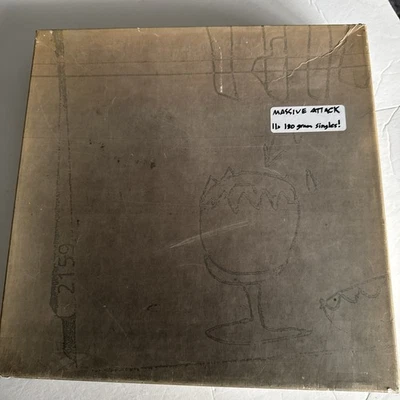 MASSIVE ATTACK
11x 180 gram singles!
2159